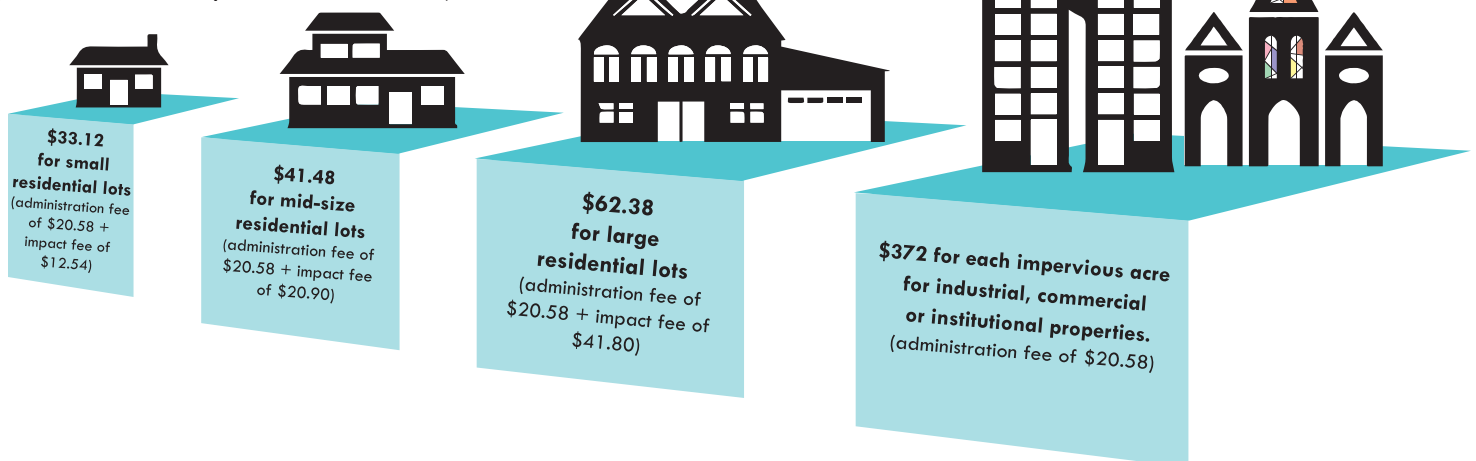 $33.12
for small
residential lots
(administration fee
of $20.58 +
impact fee of
$12.54)
$41.48
for mid-size
residential lots
(administration fee of
$20.58 + impact fee
of $20.90)
$62.38
for large
residential lots
(administration fee of
$20.58 + impact fee of
$41.80)
$372 for each impervious acre
for industrial, commercial
or institutional properties.
(administration fee of $20.58)